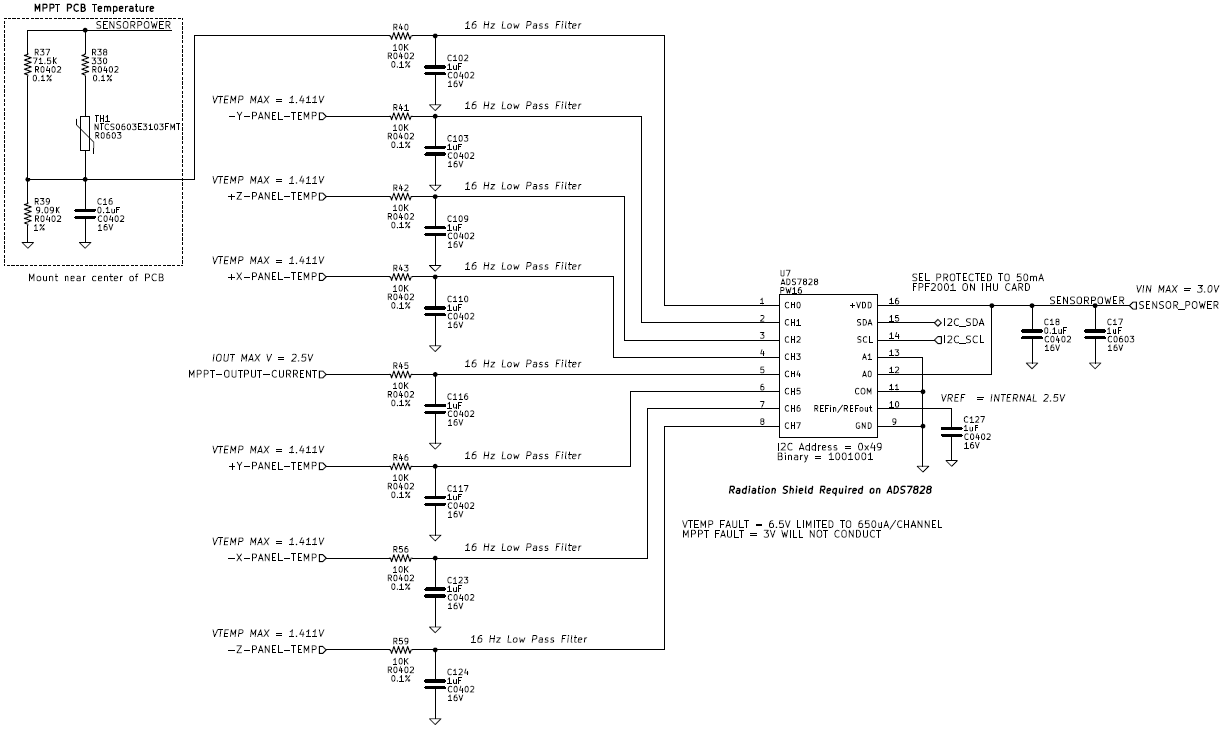 MPPT PCB Temperature
SENSORPOWER
R37
71.5K
R0402
0.1%
R38
330
R0402
0.1%
TH1
NTCS0603E3103FMT
R0603
R39
9.09K
R0402
1%
C16
0.1uF
C0402
16V
Mount near center of PCB
R40
10K
R0402
0.1%
16 Hz Low Pass Filter
C102
1uF
C0402
16V
VTEMP MAX = 1.411V
-Y-PANEL-TEMP
R41
10K
R0402
0.1%
16 Hz Low Pass Filter
C103
1uF
C0402
16V
VTEMP MAX = 1.411V
+Z-PANEL-TEMP
R42
10K
R0402
0.1%
16 Hz Low Pass Filter
C109
1uF
C0402
16V
VTEMP MAX = 1.411V
+X-PANEL-TEMP
R43
10K
R0402
0.1%
16 Hz Low Pass Filter
C110
1uF
C0402
16V
IOUT MAX V = 2.5V
MPPT-OUTPUT-CURRENT
R45
10K
R0402
0.1%
16 Hz Low Pass Filter
C116
1uF
C0402
16V
VTEMP MAX = 1.411V
+Y-PANEL-TEMP
R46
10K
R0402
0.1%
16 Hz Low Pass Filter
C117
1uF
C0402
16V
VTEMP MAX = 1.411V
-X-PANEL-TEMP
R56
10K
R0402
0.1%
16 Hz Low Pass Filter
C123
1uF
C0402
16V
VTEMP MAX = 1.411V
-Z-PANEL-TEMP
R59
10K
R0402
0.1%
16 Hz Low Pass Filter
C124
1uF
C0402
16V
U7
ADS7828
PW16
1 CH0 +VDD 16
2 CH1 SDA 15
3 CH2 SCL 14
4 CH3 A1 13
5 CH4 A0 12
6 CH5 COM 11
7 CH6 REFin/REFout 10
8 CH7 GND 9
I2C Address = 0x49
Binary = 1001001
SEL PROTECTED TO 50mA
FPF2001 ON IHU CARD
SENSORPOWER
VIN MAX = 3.0V
SENSOR_POWER
I2C_SDA
I2C_SCL
C18
0.1uF
C0402
16V
C17
1uF
C0603
16V
VREF = INTERNAL 2.5V
C127
1uF
C0402
16V
Radiation Shield Required on ADS7828
VTEMP FAULT = 6.5V LIMITED TO 650uA/CHANNEL
MPPT FAULT = 3V WILL NOT CONDUCT